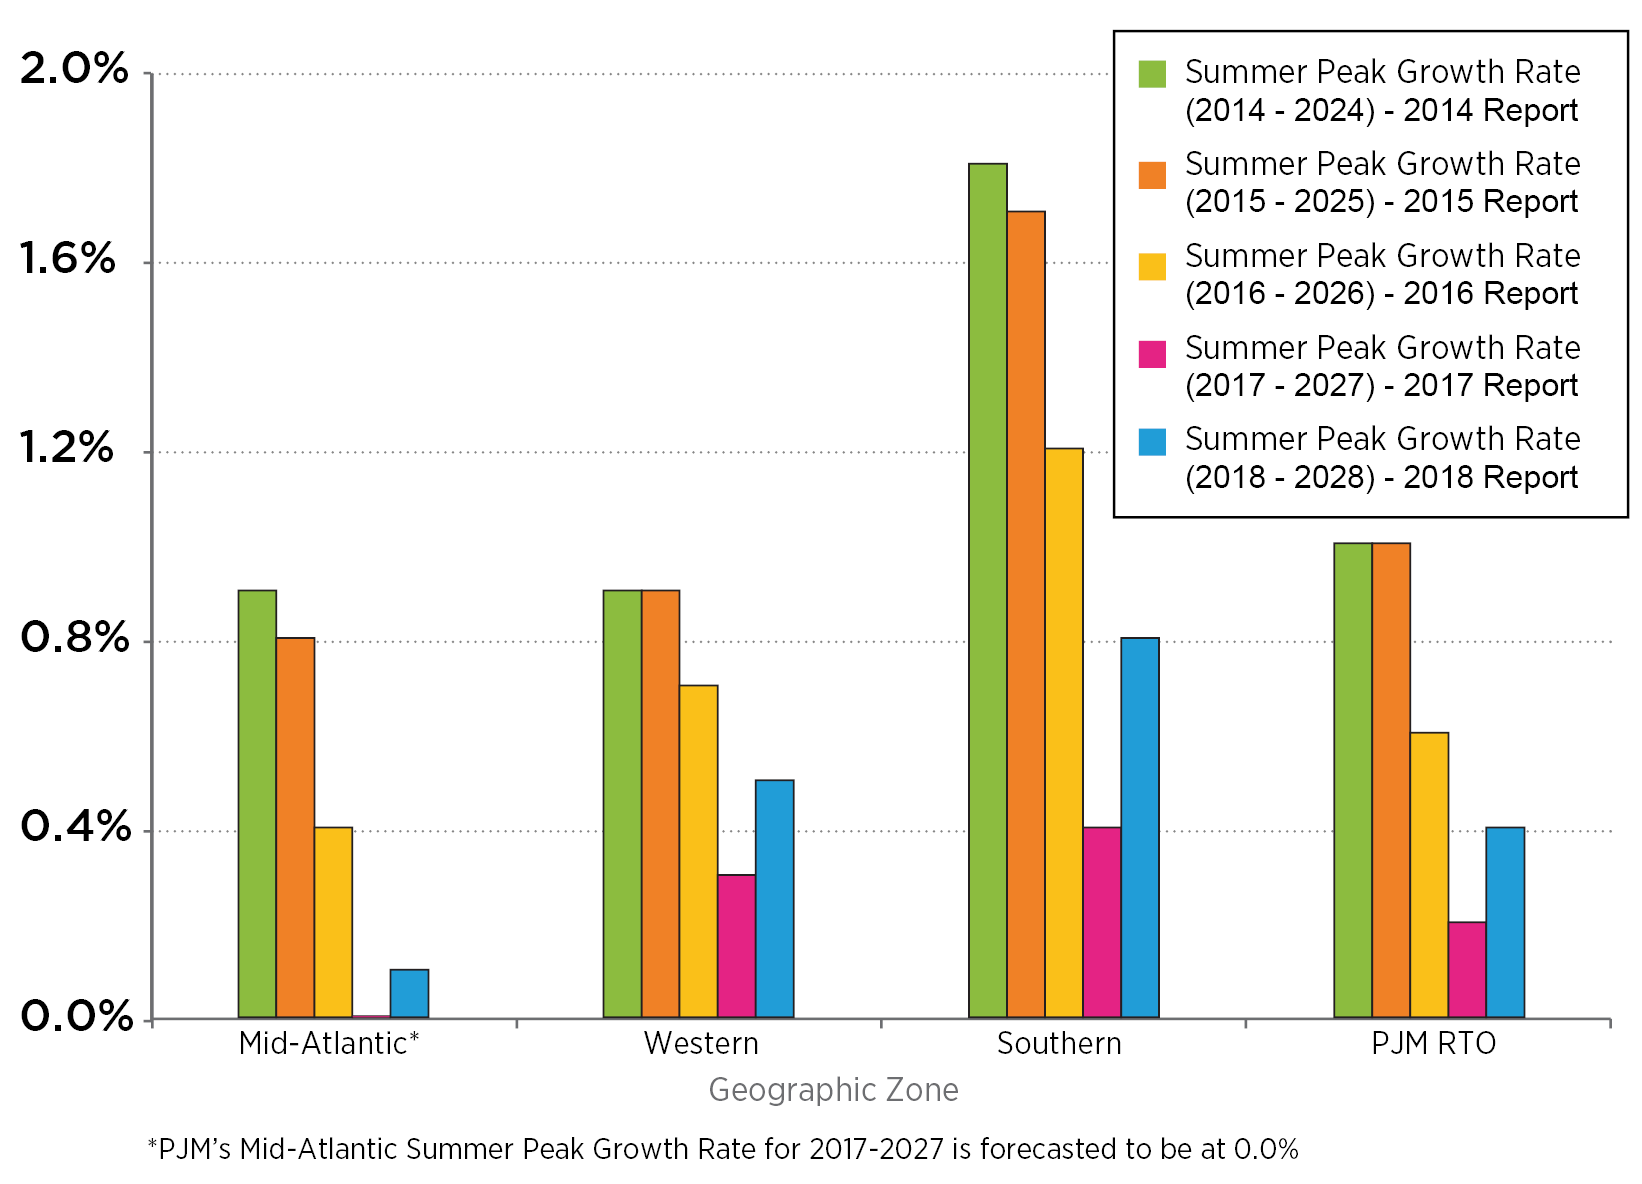 2.0%
1.6%
1.2%
0.8%
0.4%
0.0%
Summer Peak Growth Rate
(2014 - 2024) - 2014 Report
Summer Peak Growth Rate
(2015 - 2025) - 2015 Report
Summer Peak Growth Rate
(2016 - 2026) - 2016 Report
Summer Peak Growth Rate
(2017 - 2027) - 2017 Report
Summer Peak Growth Rate
(2018 - 2028) - 2018 Report
Mid-Atlantic*
Western
Southern
PJM RTO
Geographic Zone
*PJM’s Mid-Atlantic Summer Peak Growth Rate for 2017-2027 is forecasted to be at 0.0%